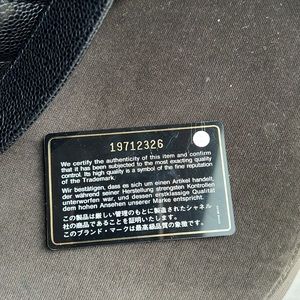 19712326
We certify the authenticity of this item and confirm
that it has been subjected to the most exacting quality
control. Its high quality is a symbol of the fine reputation
of the Trademark.
Wir bestätigen, dass es sich um einen Artikel handelt,
der während seiner Herstellung strengsten Kontrollen
unterworfen war, und dessen erstklassige Qualität
dem hohen Ansehen unserer Marke entspricht.
この製品は厳しい管理のもとに製造されたシャネル
社の商品であることを証明いたします。
このブランド・マークは最高級品質の象徴です。